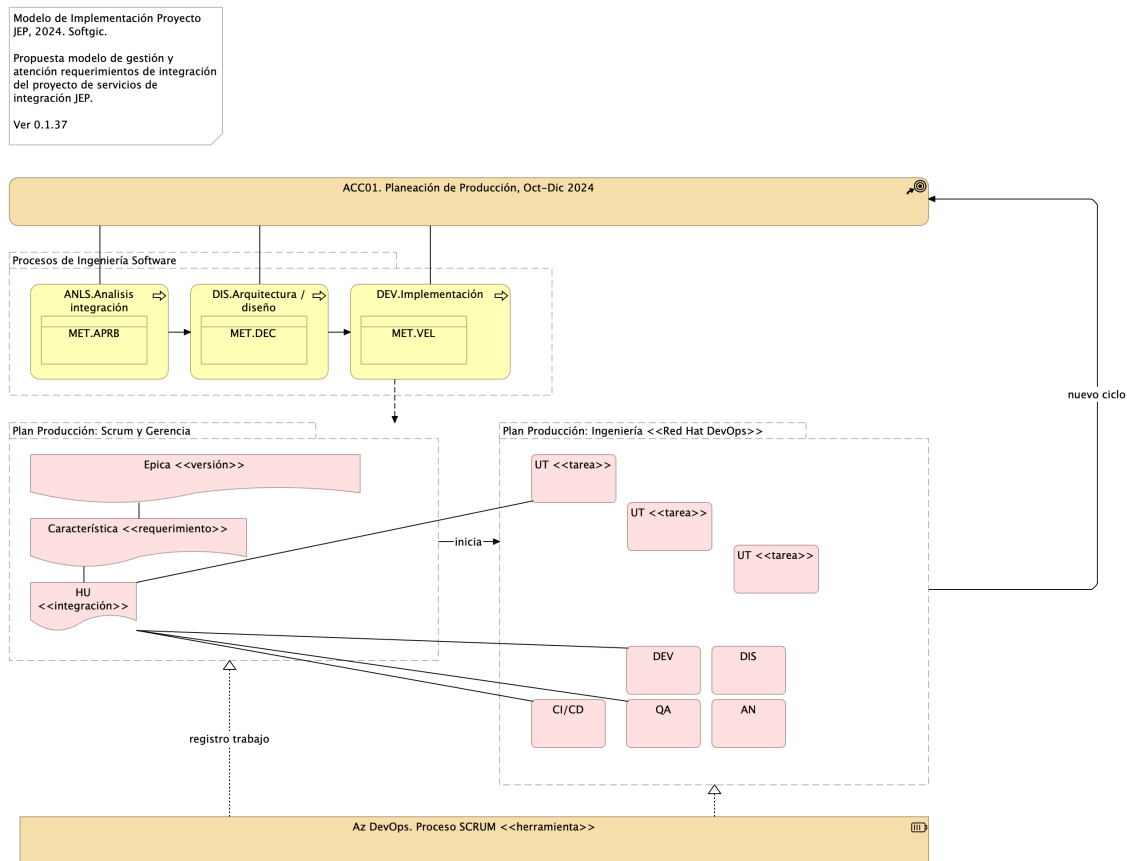 Modelo de Implementación Proyecto
JEP, 2024. Softgic.
Propuesta modelo de gestión y
atención requerimientos de integración
del proyecto de servicios de
integración JEP.
Ver 0.1.37
ACC01. Planeación de Producción, Oct-Dic 2024
Procesos de Ingeniería Software
ANLS.Analisis
integración
MET.APRB
DIS.Arquitectura /
diseño
MET.DEC
DEV.Implementación
MET.VEL
nuevo ciclo
Plan Producción: Scrum y Gerencia
Epica <<versión>>
Característica <<requerimiento>>
HU
<<integración>>
inicia
Plan Producción: Ingeniería <<Red Hat DevOps>>
UT <<tarea>>
UT <<tarea>>
UT <<tarea>>
DEV
DIS
CI/CD
QA
AN
registro trabajo
Az DevOps. Proceso SCRUM <<herramienta>>